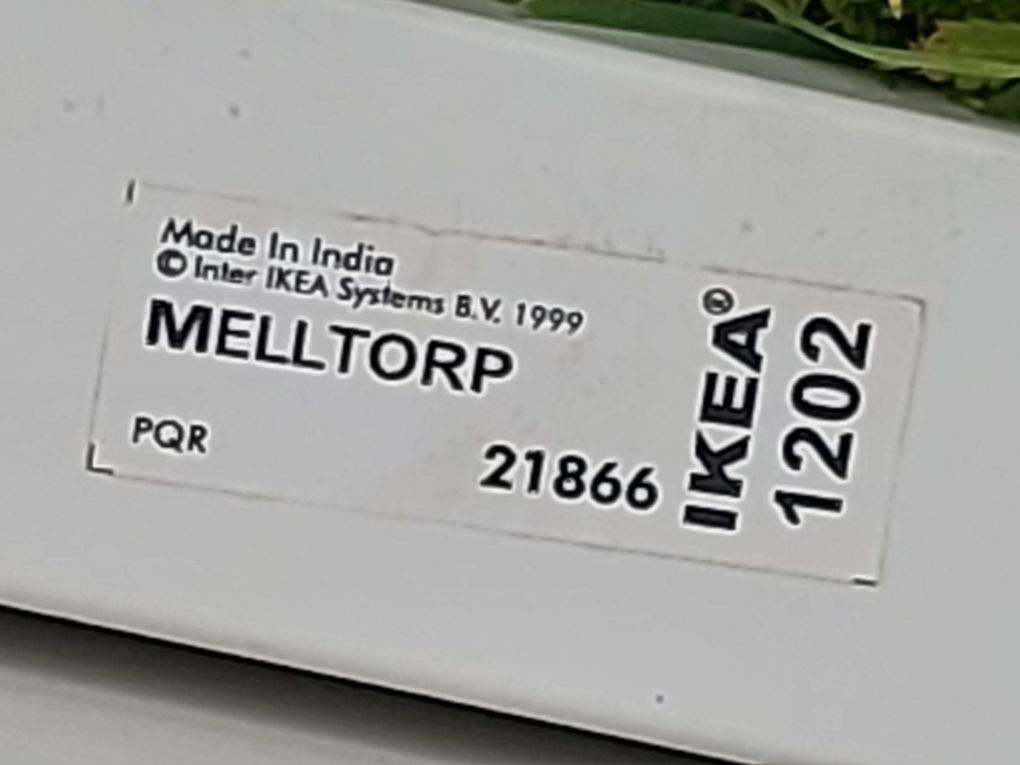 Made In India
© Inter IKEA Systems B.V. 1999
MELLTORP
PQR
21866
IKEA®
1202